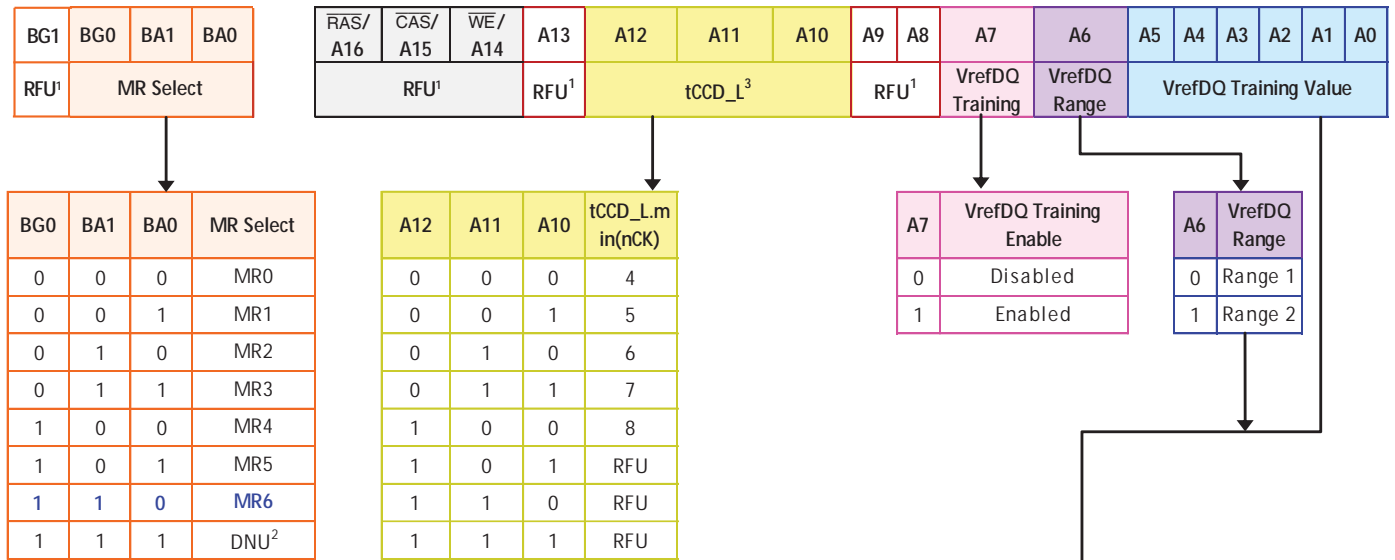 BG1 BG0 BA1 BA0
RFU¹ MR Select
RAS/ A16 CAS/ A15 WE/ A14 A13 A12 A11 A10 A9 A8 A7 A6 A5 A4 A3 A2 A1 A0
RFU¹ RFU¹ tCCD_L³ RFU¹ VrefDQ Training VrefDQ Range VrefDQ Training Value
BG0 BA1 BA0 MR Select
0 0 0 MR0
0 0 1 MR1
0 1 0 MR2
0 1 1 MR3
1 0 0 MR4
1 0 1 MR5
1 1 0 MR6
1 1 1 DNU²
A12 A11 A10 tCCD_L.m in(nCK)
0 0 0 4
0 0 1 5
0 1 0 6
0 1 1 7
1 0 0 8
1 0 1 RFU
1 1 0 RFU
1 1 1 RFU
A7 VrefDQ Training Enable
0 Disabled
1 Enabled
A6 VrefDQ Range
0 Range 1
1 Range 2